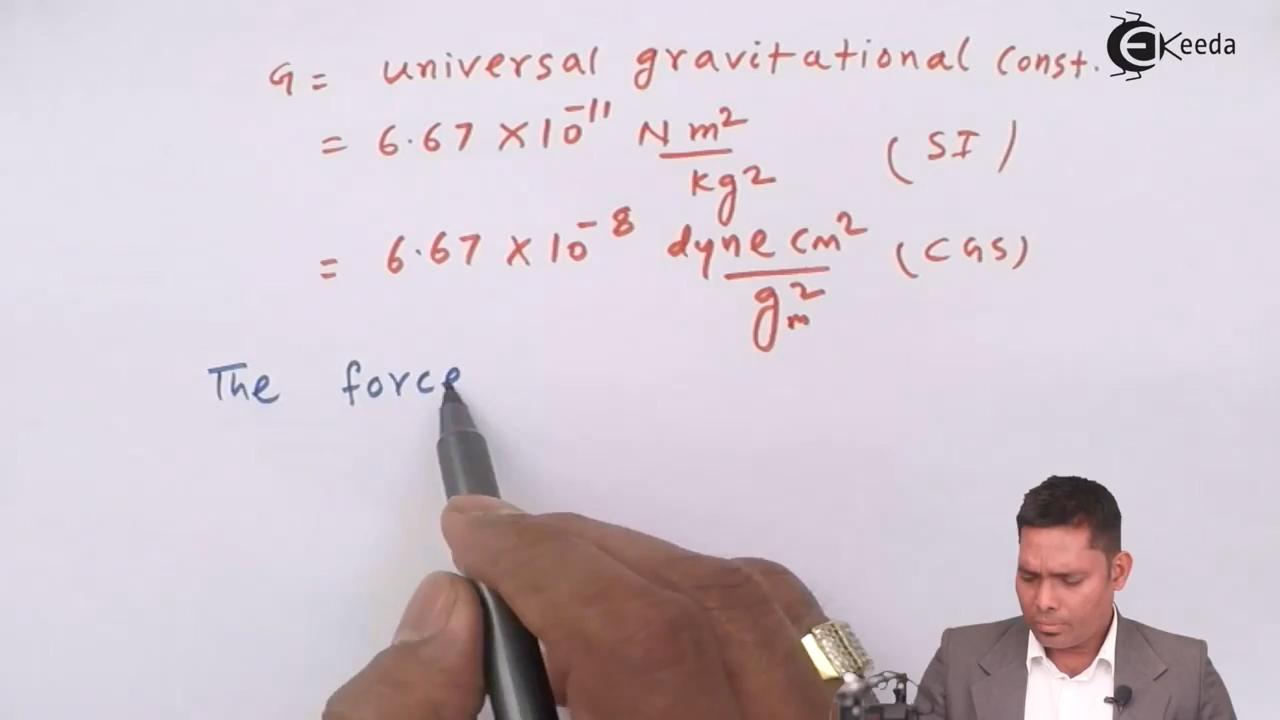 G = universal gravitational const.
= 6.67 × 10⁻¹¹ N m² / kg² (SI)
= 6.67 × 10⁻⁸ dyne cm² / gm² (CGS)
The force
EKeeda